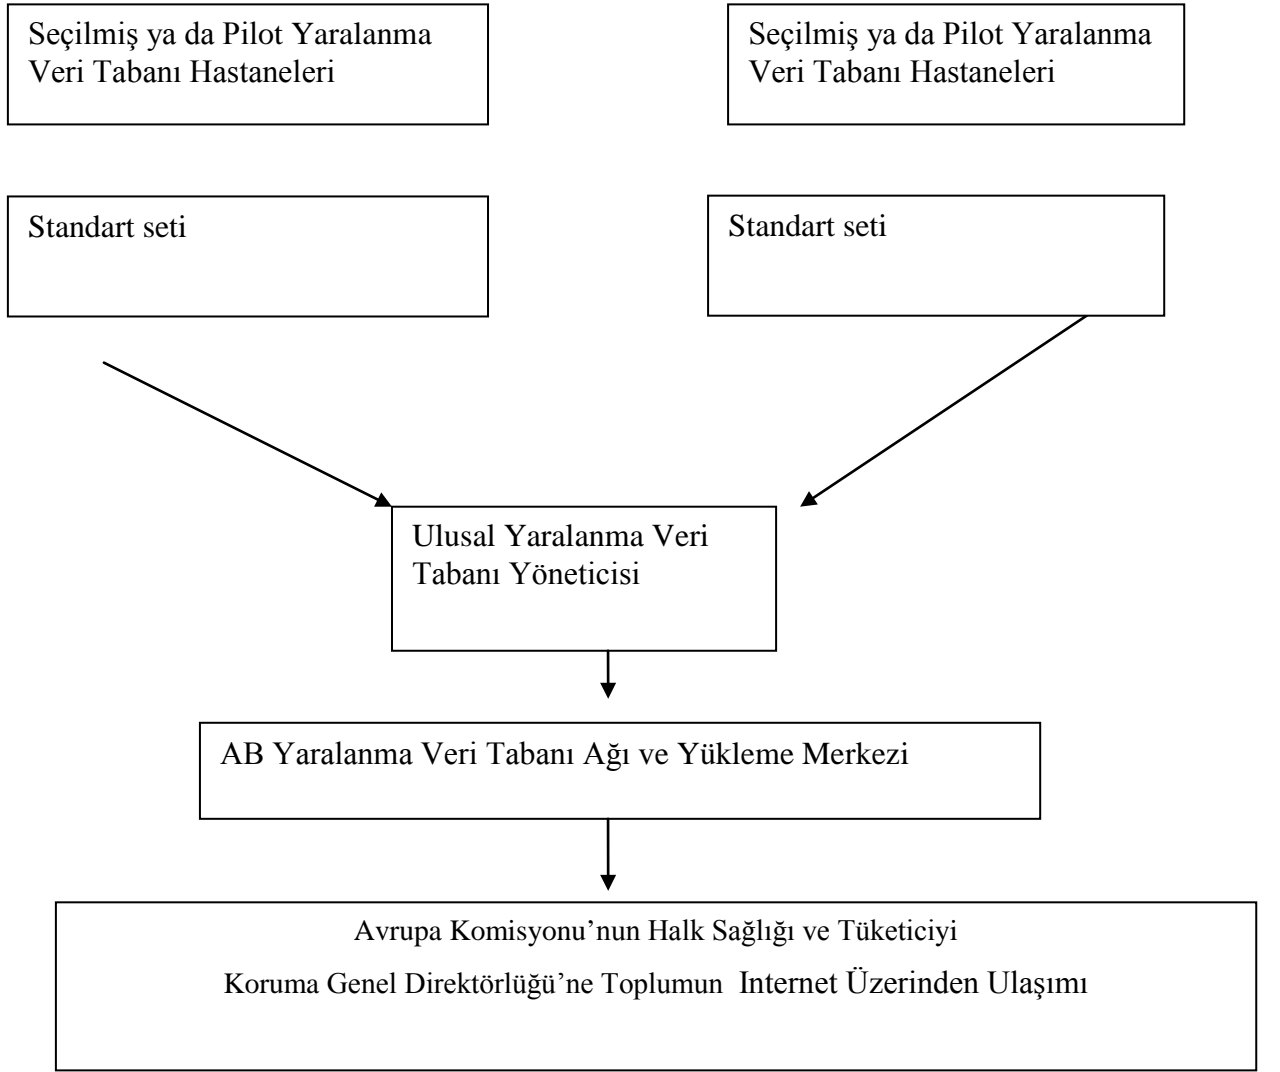 Seçilmiş ya da Pilot Yaralanma
Veri Tabanı Hastaneleri
Seçilmiş ya da Pilot Yaralanma
Veri Tabanı Hastaneleri
Standart seti
Standart seti
Ulusal Yaralanma Veri
Tabanı Yöneticisi
AB Yaralanma Veri Tabanı Ağı ve Yükleme Merkezi
Avrupa Komisyonu’nun Halk Sağlığı ve Tüketiciyi
Koruma Genel Direktörlüğü’ne Toplumun Internet Üzerinden Ulaşımı